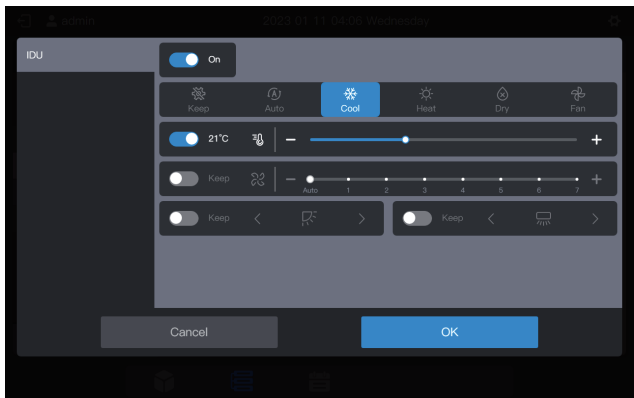 admin
2023 01 11 04:06 Wednesday
IDU
On
Keep
Auto
Cool
Heat
Dry
Fan
21°C
Keep
Auto 1 2 3 4 5 6 7
Keep
Keep
Cancel
OK